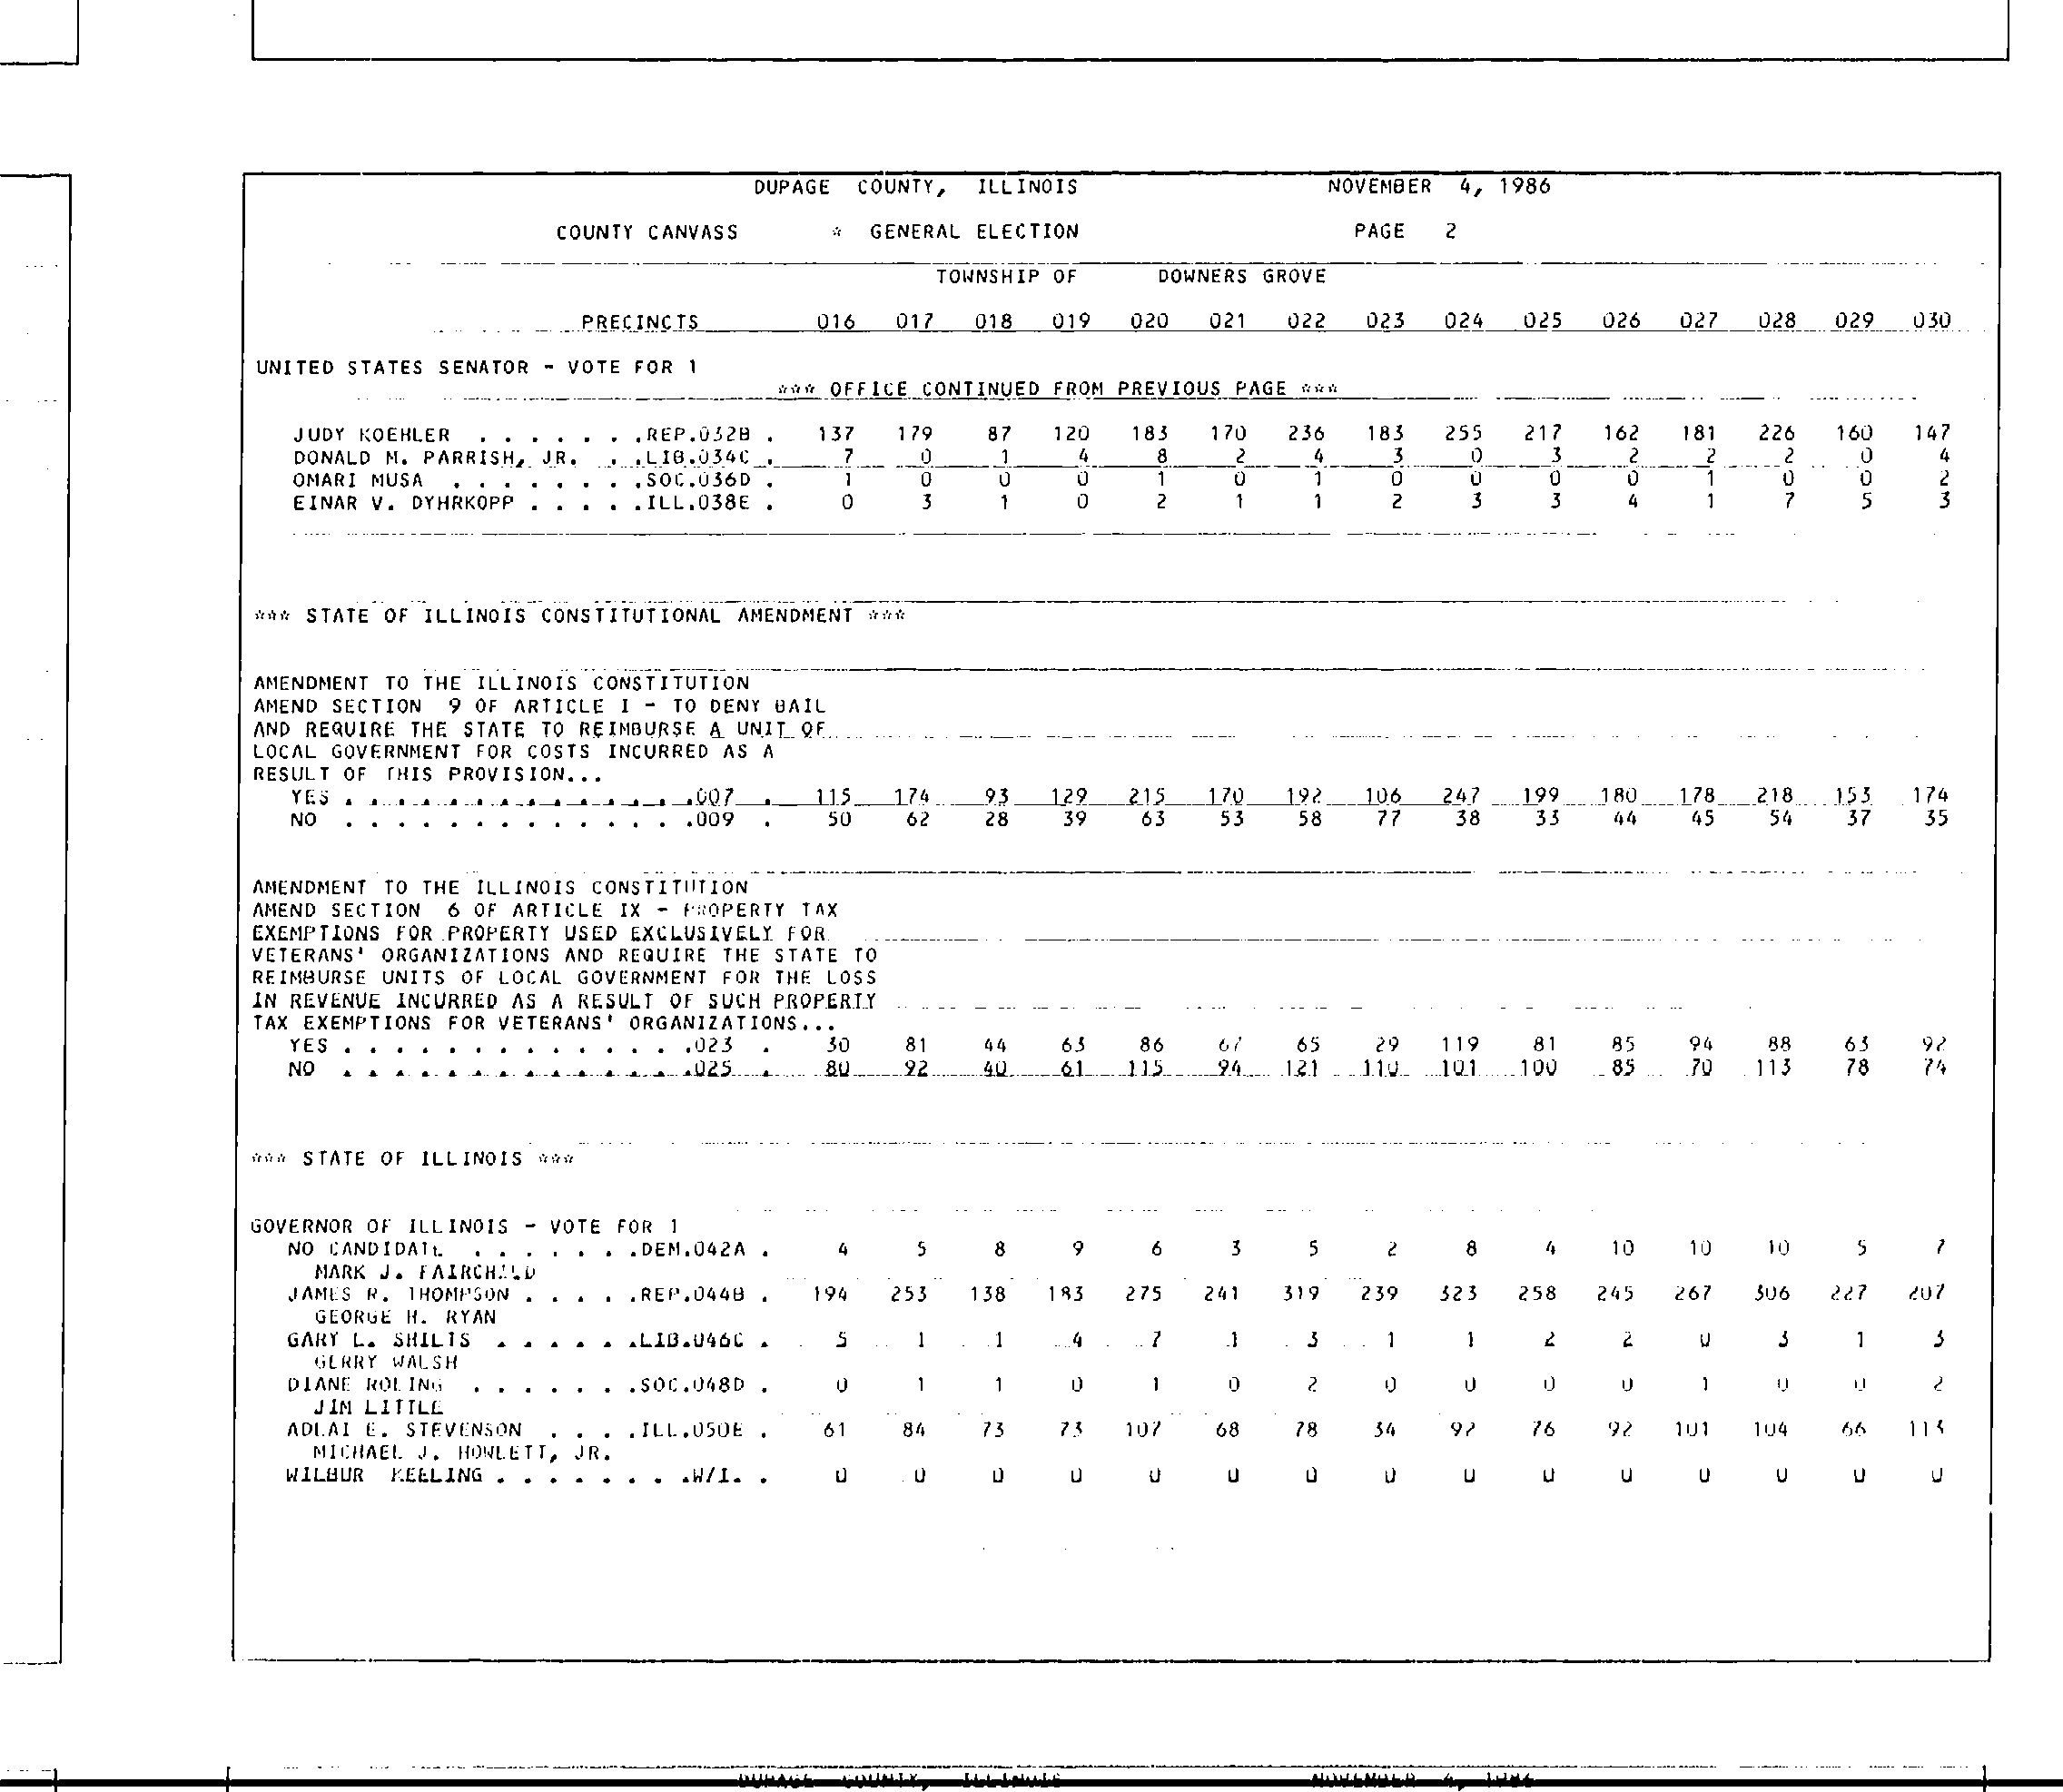 DUPAGE COUNTY, ILLINOIS NOVEMBER 4, 1986
COUNTY CANVASS * GENERAL ELECTION PAGE 2
TOWNSHIP OF DOWNERS GROVE
PRECINCTS 016 017 018 019 020 021 022 023 024 025 026 027 028 029 030
UNITED STATES SENATOR - VOTE FOR 1
*** OFFICE CONTINUED FROM PREVIOUS PAGE ***
JUDY KOEHLER . . . . . . .REP.032B . 137 179 87 120 183 170 236 183 255 217 162 181 226 160 147
DONALD M. PARRISH, JR. . .LIB.034C . 7 0 1 4 8 2 4 3 0 3 2 2 2 0 4
OMARI MUSA . . . . . . . .SOC.036D . 1 0 0 0 1 0 1 0 0 0 0 1 0 0 2
EINAR V. DYHRKOPP . . . . .ILL.038E . 0 3 1 0 2 1 1 2 3 3 4 1 7 5 3
*** STATE OF ILLINOIS CONSTITUTIONAL AMENDMENT ***
AMENDMENT TO THE ILLINOIS CONSTITUTION
AMEND SECTION 9 OF ARTICLE I - TO DENY BAIL
AND REQUIRE THE STATE TO REIMBURSE A UNIT OF
LOCAL GOVERNMENT FOR COSTS INCURRED AS A
RESULT OF THIS PROVISION...
YES . . . . . . . . . . . . . .007 . 115 174 93 129 215 170 192 106 247 199 180 178 218 153 174
NO . . . . . . . . . . . . . .009 . 50 62 28 39 63 53 58 77 38 33 44 45 54 37 35
AMENDMENT TO THE ILLINOIS CONSTITUTION
AMEND SECTION 6 OF ARTICLE IX - PROPERTY TAX
EXEMPTIONS FOR PROPERTY USED EXCLUSIVELY FOR
VETERANS' ORGANIZATIONS AND REQUIRE THE STATE TO
REIMBURSE UNITS OF LOCAL GOVERNMENT FOR THE LOSS
IN REVENUE INCURRED AS A RESULT OF SUCH PROPERTY
TAX EXEMPTIONS FOR VETERANS' ORGANIZATIONS...
YES . . . . . . . . . . . . . .023 . 30 81 44 63 86 67 65 29 119 81 85 94 88 63 92
NO . . . . . . . . . . . . . .025 . 80 92 40 61 115 94 121 110 101 100 85 70 113 78 74
*** STATE OF ILLINOIS ***
GOVERNOR OF ILLINOIS - VOTE FOR 1
NO CANDIDATE . . . . . . .DEM.042A . 4 5 8 9 6 3 5 2 8 4 10 10 10 5 7
MARK J. FAIRCHILD
JAMES R. THOMPSON . . . . .REP.044B . 194 253 138 183 275 241 319 239 323 258 245 267 306 227 207
GEORGE H. RYAN
GARY L. SHILTS . . . . . .LIB.046C . 5 1 1 4 7 1 3 1 1 2 2 0 3 1 3
GERRY WALSH
DIANE ROLING . . . . . . .SOC.048D . 0 1 1 0 1 0 2 0 0 0 0 1 0 0 2
JIM LITTLE
ADLAI E. STEVENSON . . . .ILL.050E . 61 84 73 73 107 68 78 34 92 76 92 101 104 66 113
MICHAEL J. HOWLETT, JR.
WILBUR KEELING . . . . . . . .W/I. . 0 0 0 0 0 0 0 0 0 0 0 0 0 0 0
DUPAGE COUNTY, ILLINOIS NOVEMBER 4, 1986